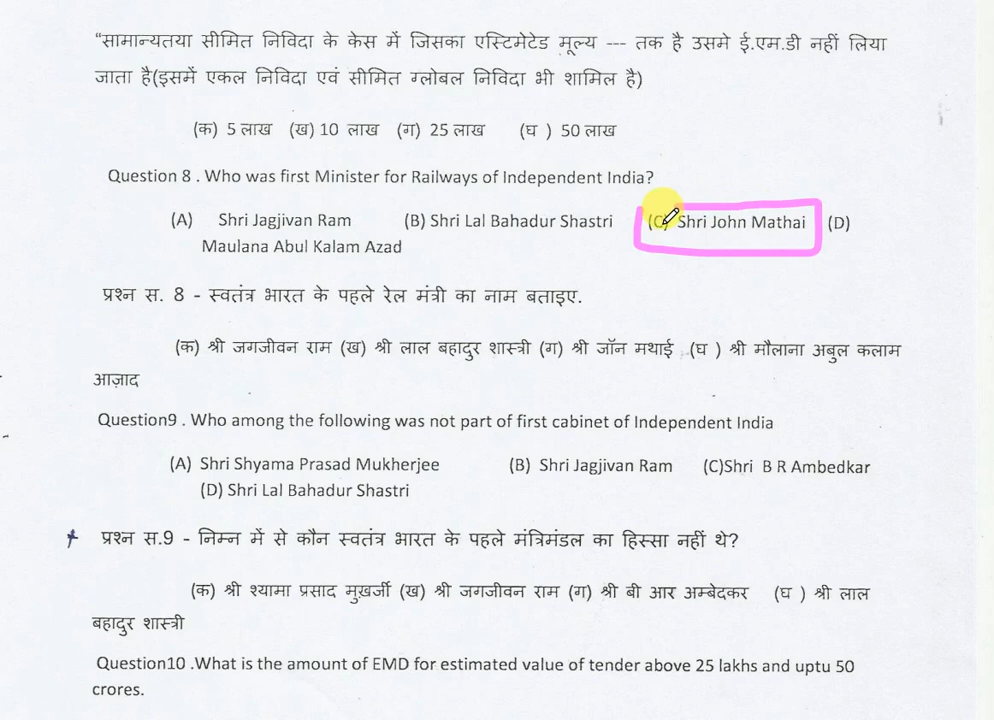 “सामान्यतया सीमित निविदा के केस में जिसका एस्टिमेटेड मूल्य --- तक है उसमे ई.एम.डी नहीं लिया
जाता है(इसमें एकल निविदा एवं सीमित ग्लोबल निविदा भी शामिल है)
(क) 5 लाख (ख) 10 लाख (ग) 25 लाख (घ ) 50 लाख
Question 8 . Who was first Minister for Railways of Independent India?
(A) Shri Jagjivan Ram (B) Shri Lal Bahadur Shastri (C) Shri John Mathai (D)
Maulana Abul Kalam Azad
प्रश्न स. 8 - स्वतंत्र भारत के पहले रेल मंत्री का नाम बताइए.
(क) श्री जगजीवन राम (ख) श्री लाल बहादुर शास्त्री (ग) श्री जॉन मथाई (घ ) श्री मौलाना अबुल कलाम
आज़ाद
Question9 . Who among the following was not part of first cabinet of Independent India
(A) Shri Shyama Prasad Mukherjee (B) Shri Jagjivan Ram (C)Shri B R Ambedkar
(D) Shri Lal Bahadur Shastri
प्रश्न स.9 - निम्न में से कौन स्वतंत्र भारत के पहले मंत्रिमंडल का हिस्सा नहीं थे?
(क) श्री श्यामा प्रसाद मुखर्जी (ख) श्री जगजीवन राम (ग) श्री बी आर अम्बेदकर (घ ) श्री लाल
बहादुर शास्त्री
Question10 .What is the amount of EMD for estimated value of tender above 25 lakhs and uptu 50
crores.